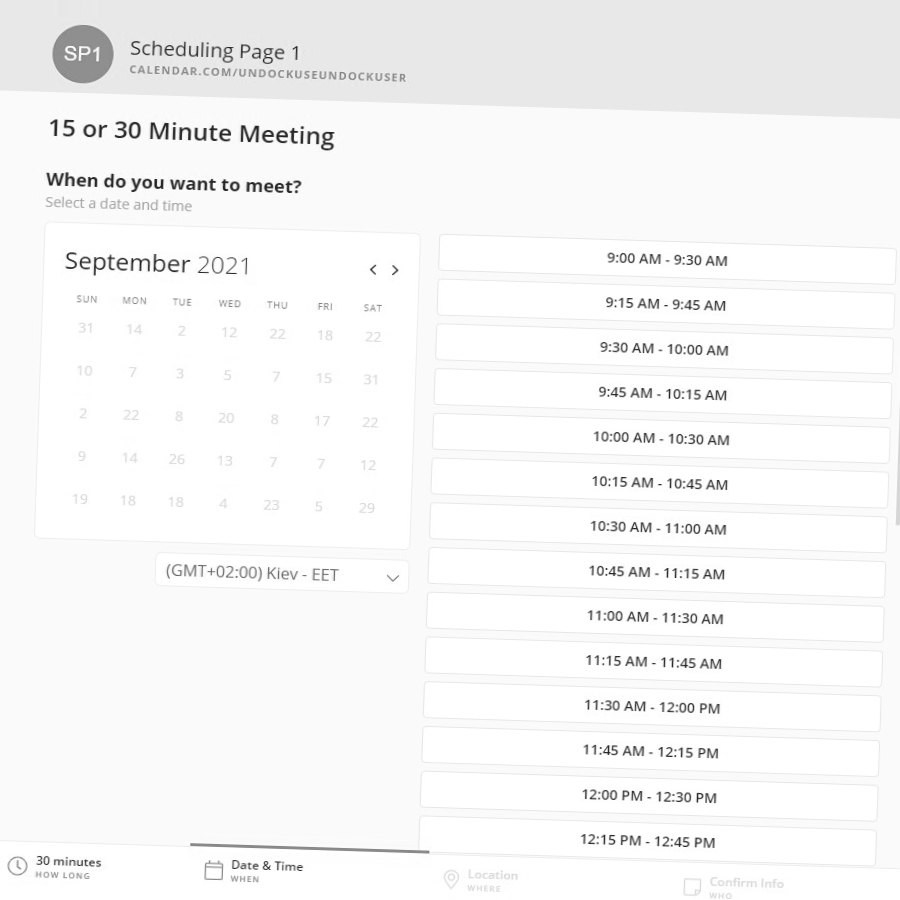 SP1
Scheduling Page 1
CALENDAR.COM/UNDOCKUSEUNDOCKUSER
15 or 30 Minute Meeting
When do you want to meet?
Select a date and time
September 2021
SUN MON TUE WED THU FRI SAT
31 14 2 12 22 18 22
10 7 3 5 7 15 31
2 22 8 20 8 17 22
9 14 26 13 7 7 12
19 18 18 4 23 5 29
(GMT+02:00) Kiev - EET
9:00 AM - 9:30 AM
9:15 AM - 9:45 AM
9:30 AM - 10:00 AM
9:45 AM - 10:15 AM
10:00 AM - 10:30 AM
10:15 AM - 10:45 AM
10:30 AM - 11:00 AM
10:45 AM - 11:15 AM
11:00 AM - 11:30 AM
11:15 AM - 11:45 AM
11:30 AM - 12:00 PM
11:45 AM - 12:15 PM
12:00 PM - 12:30 PM
12:15 PM - 12:45 PM
30 minutes
HOW LONG
Date & Time
WHEN
Location
WHERE
Confirm Info
WHO